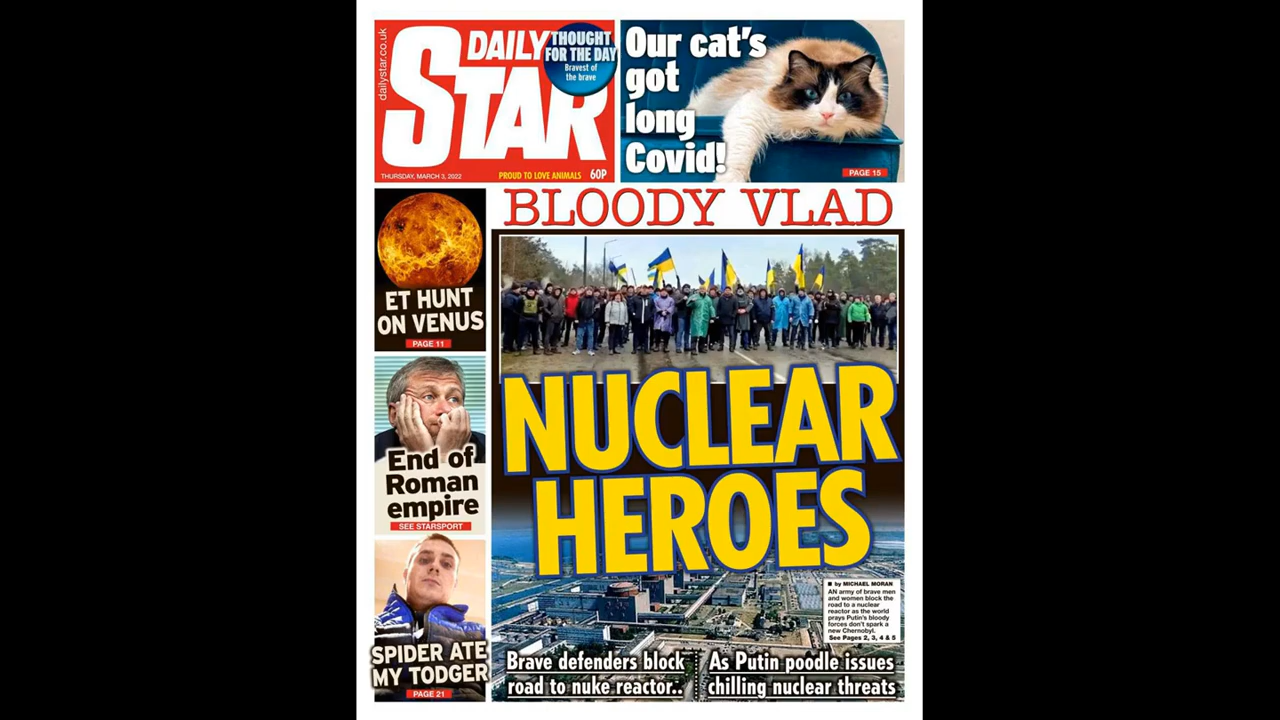 dailystar.co.uk
DAILY
STAR
THOUGHT
FOR THE DAY
Bravest of
the brave
THURSDAY, MARCH 3, 2022
PROUD TO LOVE ANIMALS
60P
Our cat's
got
long
Covid!
PAGE 15
BLOODY VLAD
ET HUNT
ON VENUS
PAGE 11
End of
Roman
empire
SEE STARSPORT
SPIDER ATE
MY TODGER
PAGE 21
NUCLEAR
HEROES
by MICHAEL MORAN
AN army of brave men
and women block the
road to a nuclear
reactor as the world
prays Putin's bloody
forces don't spark a
new Chernobyl.
See Pages 2, 3, 4 & 5
Brave defenders block
road to nuke reactor..
As Putin poodle issues
chilling nuclear threats